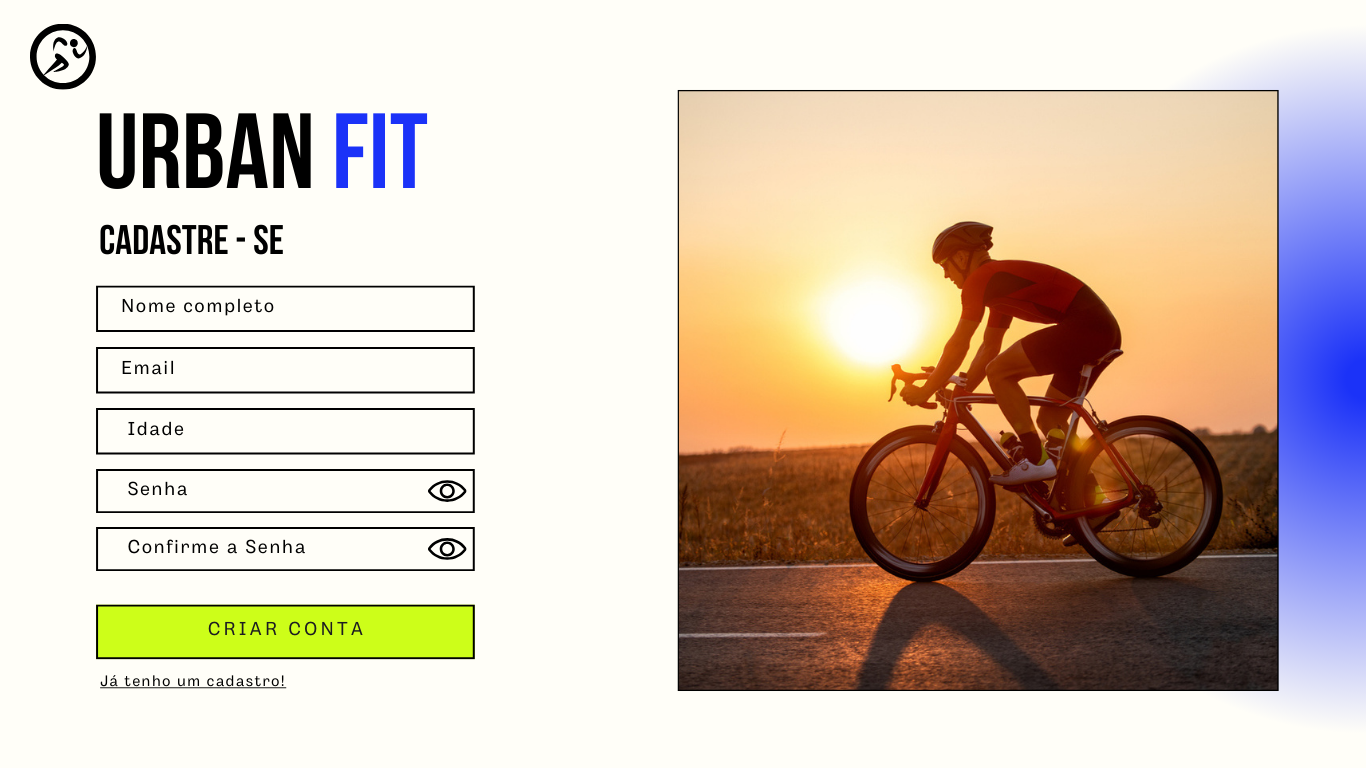 URBAN FIT
CADASTRE - SE
Nome completo
Email
Idade
Senha
Confirme a Senha
CRIAR CONTA
Já tenho um cadastro!